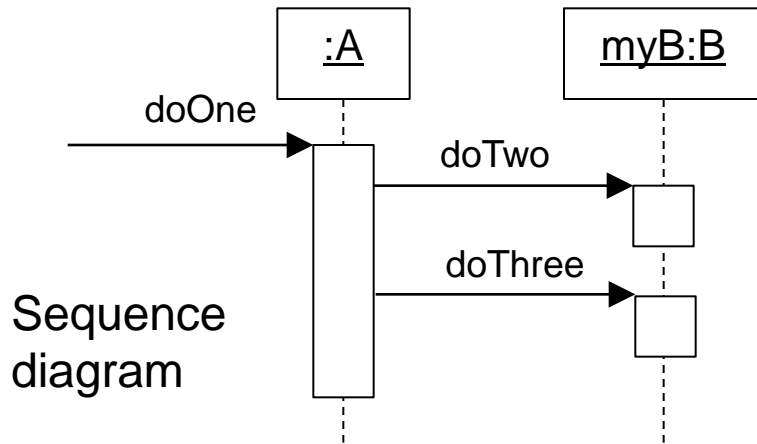 :A
myB:B
doOne
doTwo
doThree
Sequence
diagram